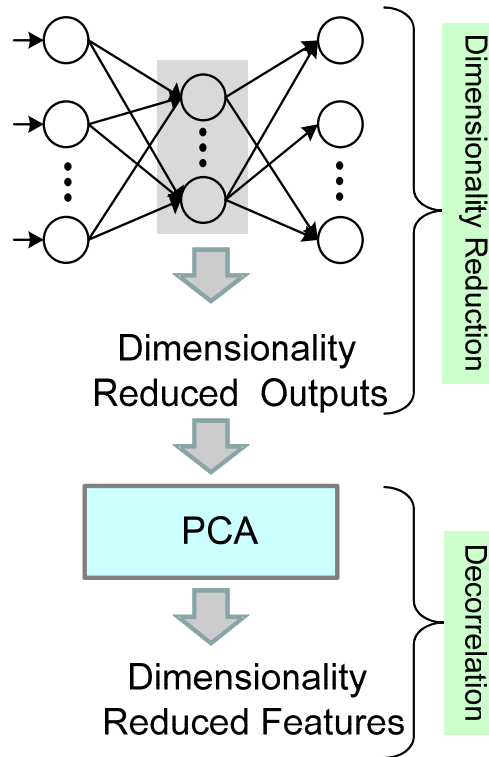 Dimensionality Reduction
Dimensionality
Reduced Outputs
PCA
Decorrelation
Dimensionality
Reduced Features